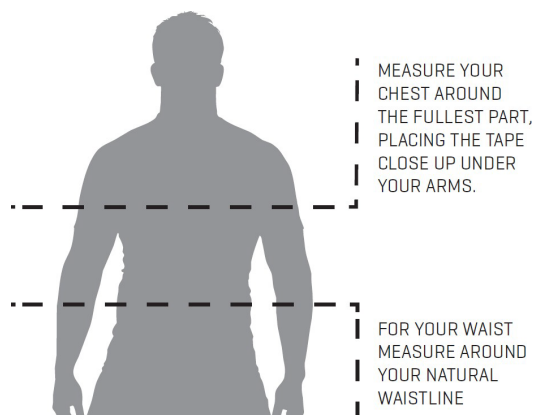 MEASURE YOUR
CHEST AROUND
THE FULLEST PART,
PLACING THE TAPE
CLOSE UP UNDER
YOUR ARMS.
FOR YOUR WAIST
MEASURE AROUND
YOUR NATURAL
WAISTLINE